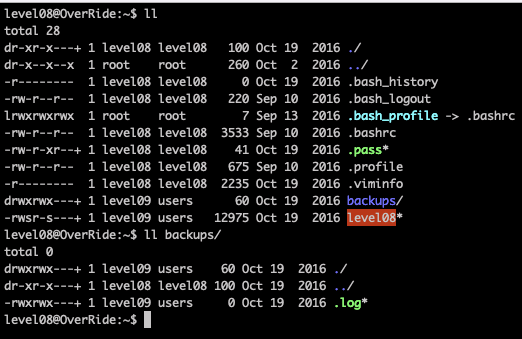 level08@OverRide:~$ ll
total 28
dr-xr-x---+ 1 level08 level08   100 Oct 19  2016 ./
dr-x--x--x  1 root    root      260 Oct  2  2016 ../
-r--------  1 level08 level08     0 Oct 19  2016 .bash_history
-rw-r--r--  1 level08 level08   220 Sep 10  2016 .bash_logout
lrwxrwxrwx  1 root    root        7 Sep 13  2016 .bash_profile -> .bashrc
-rw-r--r--  1 level08 level08  3533 Sep 10  2016 .bashrc
-rw-r-xr--+ 1 level08 level08    41 Oct 19  2016 .pass*
-rw-r--r--  1 level08 level08   675 Sep 10  2016 .profile
-r--------  1 level08 level08  2235 Oct 19  2016 .viminfo
drwxrwx---+ 1 level09 users      60 Oct 19  2016 backups/
-rwsr-s---+ 1 level09 users   12975 Oct 19  2016 level08*
level08@OverRide:~$ ll backups/
total 0
drwxrwx---+ 1 level09 users    60 Oct 19  2016 ./
dr-xr-x---+ 1 level08 level08 100 Oct 19  2016 ../
-rwxrwx---+ 1 level09 users     0 Oct 19  2016 .log*
level08@OverRide:~$